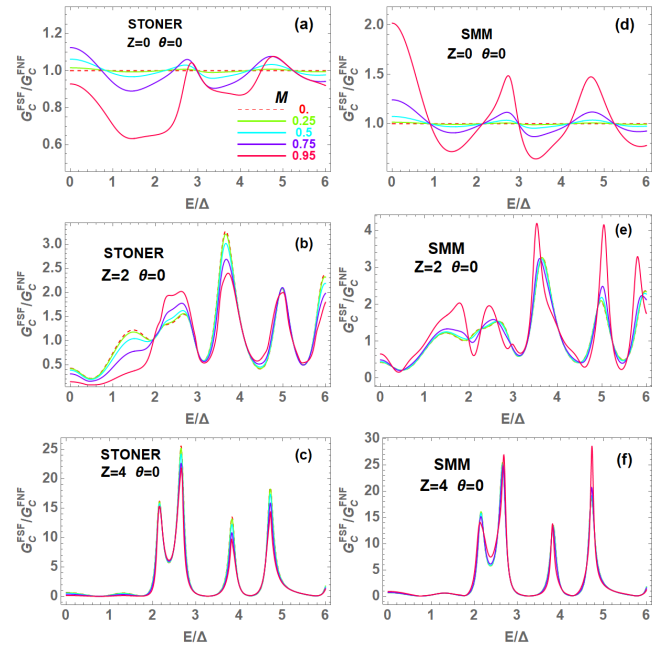 STONER
Z=0 θ=0
(a)
G_C^FSF/G_C^FNF
1.2
1.0
0.8
0.6
M
0.
0.25
0.5
0.75
0.95
0 1 2 3 4 5 6
E/Δ
SMM
Z=0 θ=0
(d)
G_C^FSF/G_C^FNF
2.0
1.5
1.0
0 1 2 3 4 5 6
E/Δ
STONER
Z=2 θ=0
(b)
G_C^FSF/G_C^FNF
3.0
2.5
2.0
1.5
1.0
0.5
0 1 2 3 4 5 6
E/Δ
SMM
Z=2 θ=0
(e)
G_C^FSF/G_C^FNF
4
3
2
1
0
0 1 2 3 4 5 6
E/Δ
STONER
Z=4 θ=0
(c)
G_C^FSF/G_C^FNF
25
20
15
10
5
0
0 1 2 3 4 5 6
E/Δ
SMM
Z=4 θ=0
(f)
G_C^FSF/G_C^FNF
30
25
20
15
10
5
0
0 1 2 3 4 5 6
E/Δ